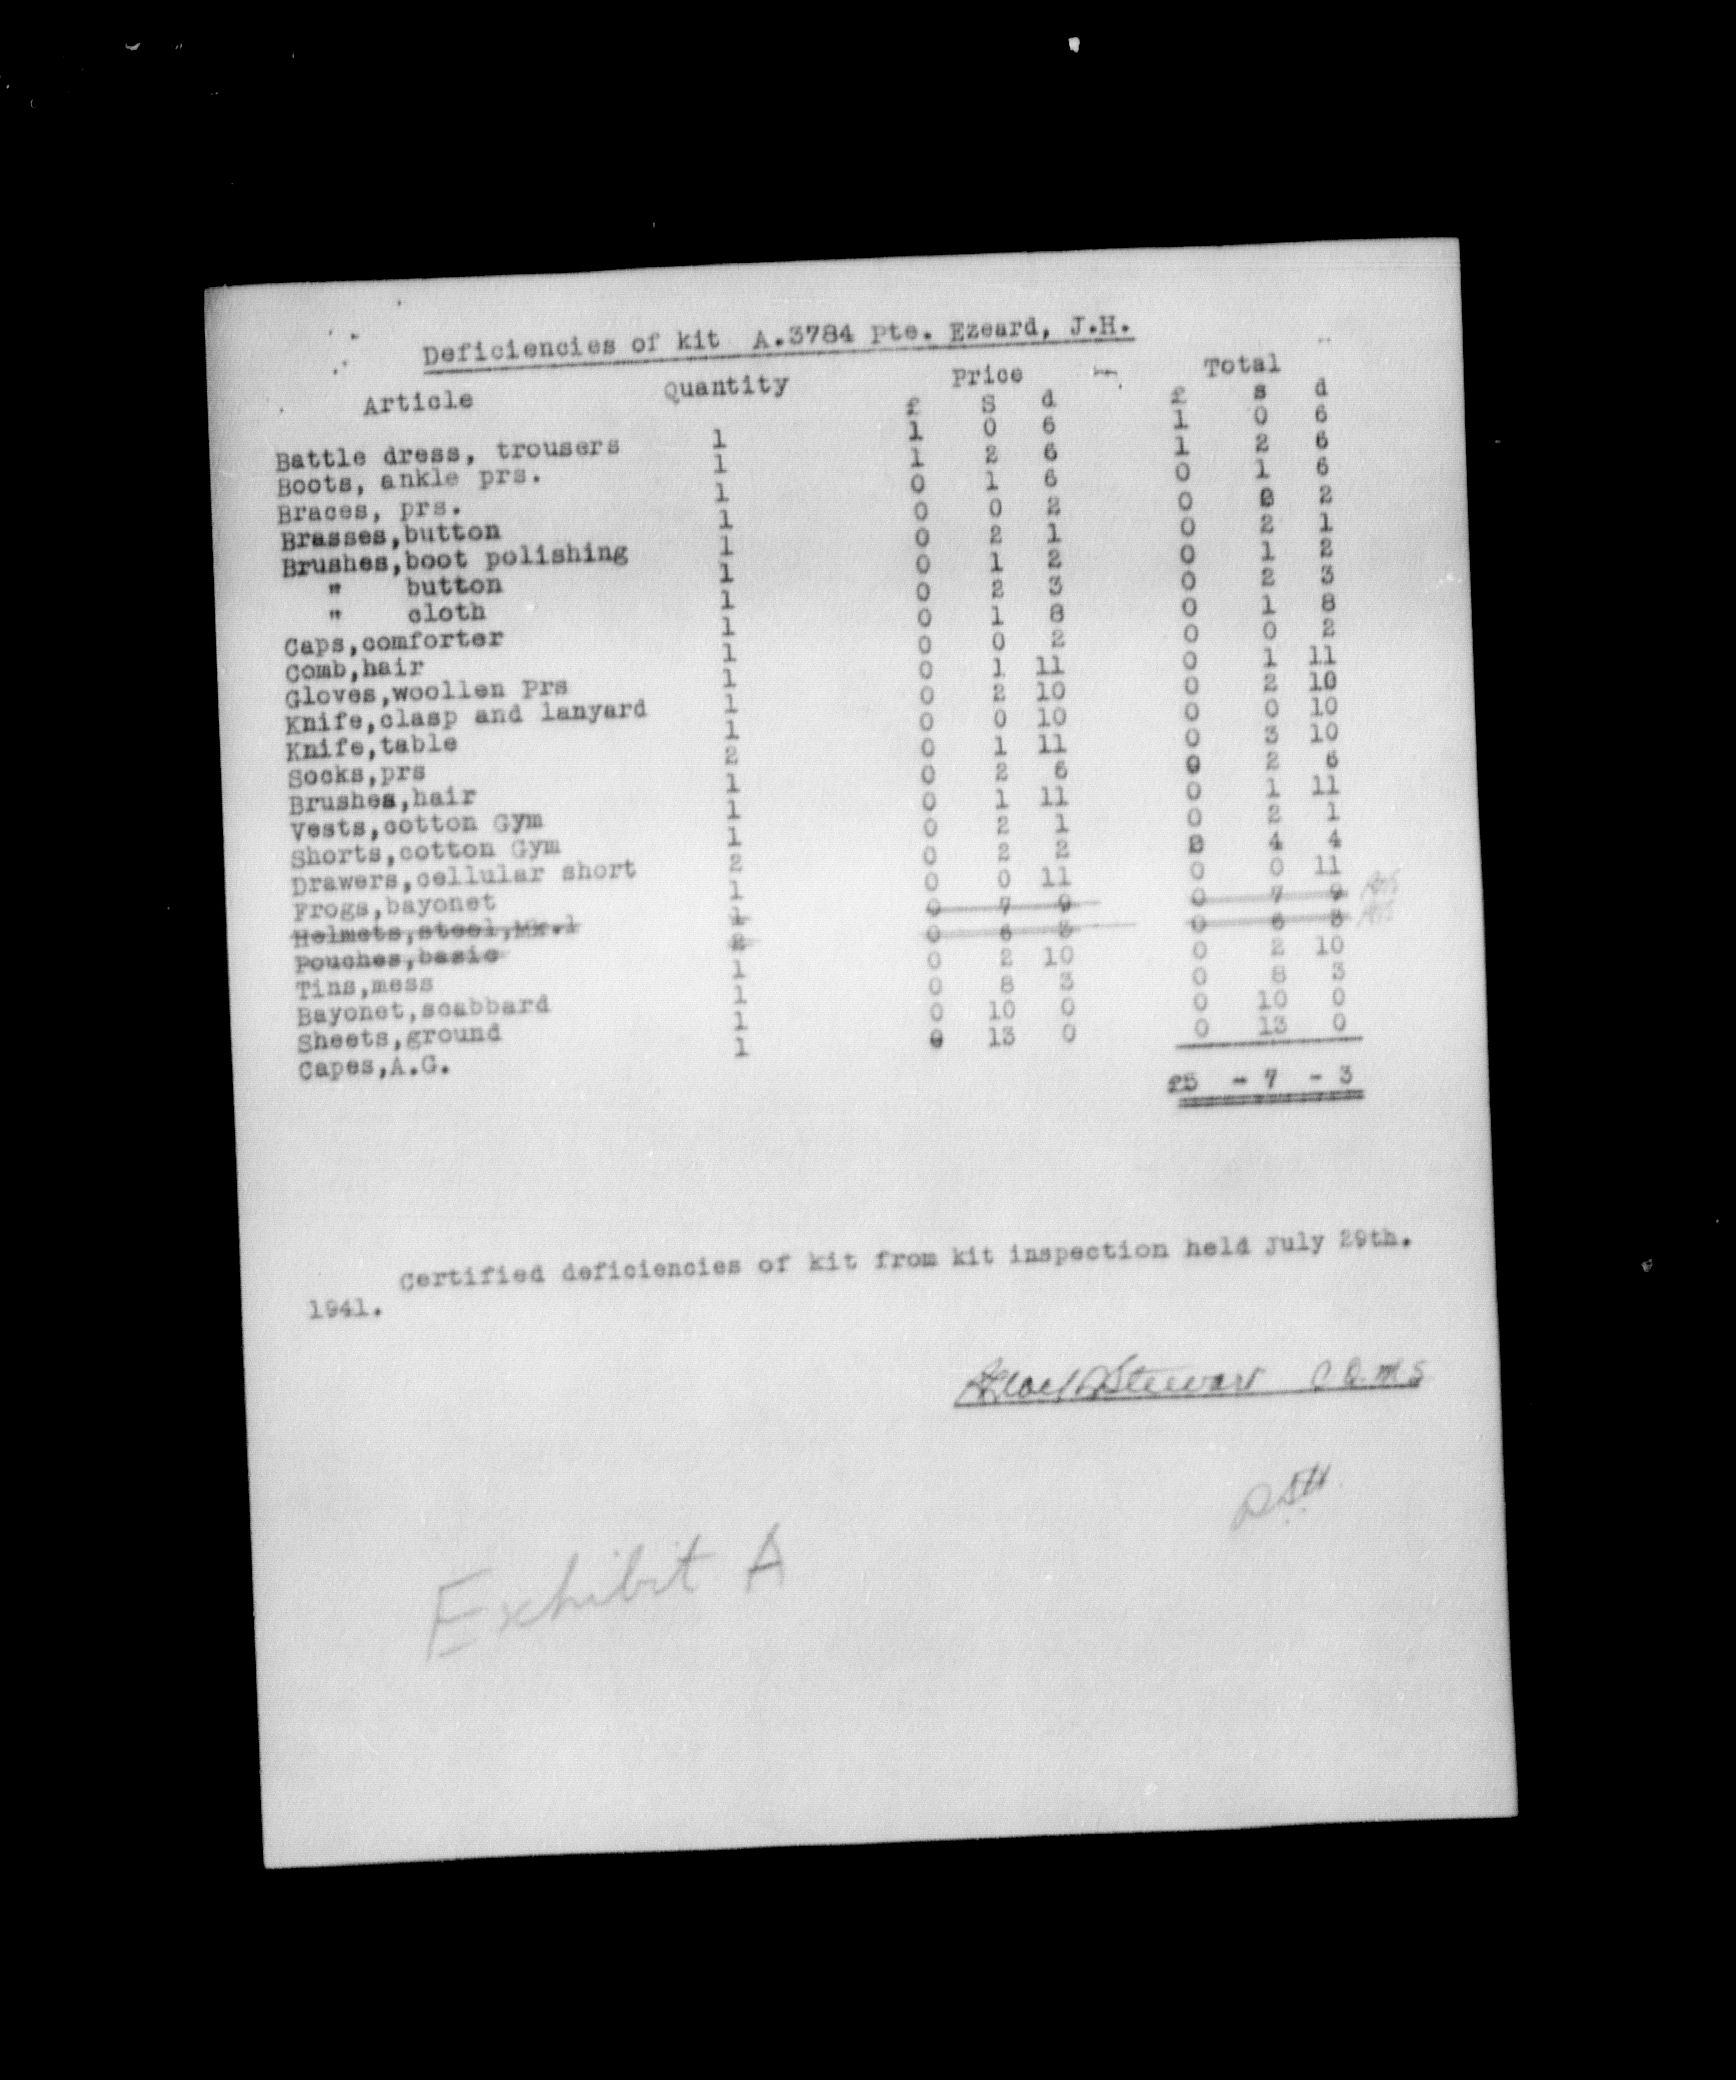 Deficiencies of kit A.3784 Pte. Ezeard, J.H.
Article Quantity Price Total
£ S d £ s d
Battle dress, trousers 1 1 0 6 1 0 6
Boots, ankle prs. 1 1 2 6 1 2 6
Braces, prs. 1 0 1 6 0 1 6
Brasses,button 1 0 0 2 0 0 2
Brushes,boot polishing 1 0 2 1 0 2 1
" button 1 0 1 2 0 1 2
" cloth 1 0 2 3 0 2 3
Caps,comforter 1 0 1 8 0 1 8
Comb,hair 1 0 0 2 0 0 2
Gloves,woollen Prs 1 0 1 11 0 1 11
Knife,clasp and lanyard 1 0 2 10 0 2 10
Knife,table 1 0 0 10 0 0 10
Socks,prs 2 0 1 11 0 3 10
Brushes,hair 1 0 2 6 0 2 6
Vests,cotton Gym 1 0 1 11 0 1 11
Shorts,cotton Gym 1 0 2 1 0 2 1
Drawers,cellular short 2 0 2 2 0 4 4
Frogs,bayonet 1 0 0 11 0 0 11
Helmets,steel,Mk.1 1 0 7 9 0 7 9
Pouches,basic 2 0 6 3 0 6 3
Tins,mess 1 0 2 10 0 2 10
Bayonet,scabbard 1 0 8 3 0 8 3
Sheets,ground 1 0 10 0 0 10 0
Capes,A.G. 1 0 13 0 0 13 0
£5 - 7 - 3
Certified deficiencies of kit from kit inspection held July 29th.
1941.
Stewart C.Q.M.S
Exhibit A